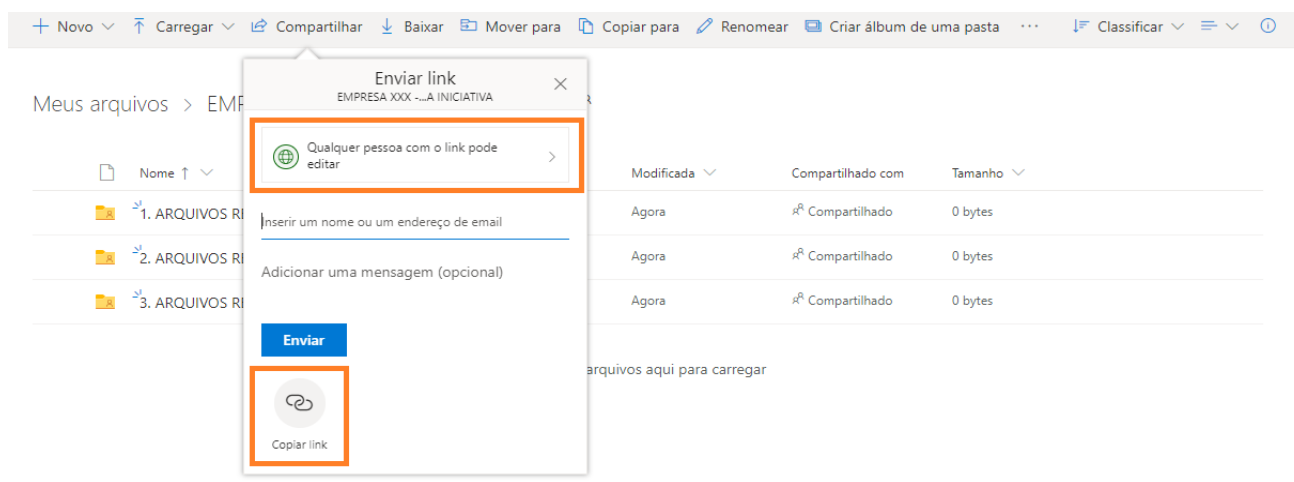 Novo Carregar Compartilhar Baixar Mover para Copiar para Renomear Criar álbum de uma pasta ... Classificar
Enviar link
EMPRESA XXX -...A INICIATIVA
Meus arquivos > EMP
Qualquer pessoa com o link pode
editar
Nome ↑ Modificada Compartilhado com Tamanho
1. ARQUIVOS RE Agora Compartilhado 0 bytes
Inserir um nome ou um endereço de email
2. ARQUIVOS RE Agora Compartilhado 0 bytes
Adicionar uma mensagem (opcional)
3. ARQUIVOS RE Agora Compartilhado 0 bytes
Enviar
arquivos aqui para carregar
Copiar link